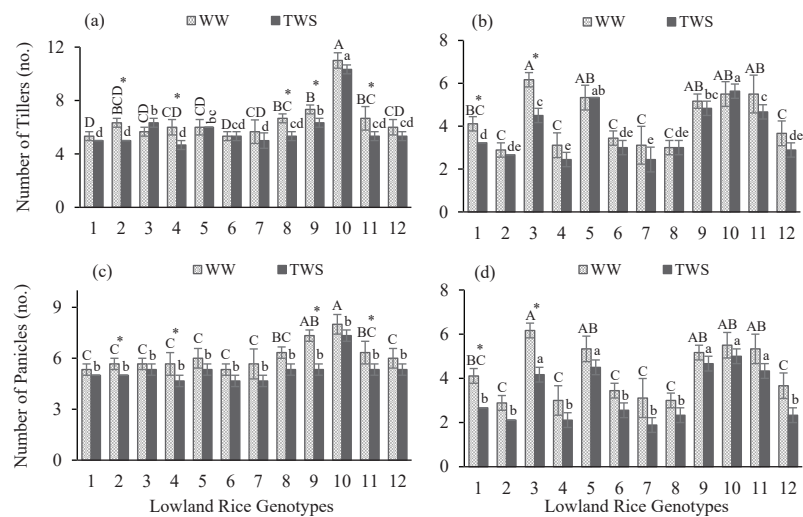 (a)
WW TWS
Number of Tillers (no.)
12
9
6
3
0
D d BCD * d CD b CD * d CD bc D cd CD d BC * cd B * b A a BC * cd CD cd
1 2 3 4 5 6 7 8 9 10 11 12
(b)
WW TWS
8
6
4
2
0
BC * d C de A * c C e AB ab C de C e C de AB bc AB a AB c C de
1 2 3 4 5 6 7 8 9 10 11 12
(c)
WW TWS
Number of Panicles (no.)
9
6
3
0
C b C * b C b C * b C b C b C b BC b AB * b A b BC * b C b
1 2 3 4 5 6 7 8 9 10 11 12
Lowland Rice Genotypes
(d)
WW TWS
8
6
4
2
0
BC * b C b A * a C b AB a C b C b C b AB a AB a AB a C b
1 2 3 4 5 6 7 8 9 10 11 12
Lowland Rice Genotypes